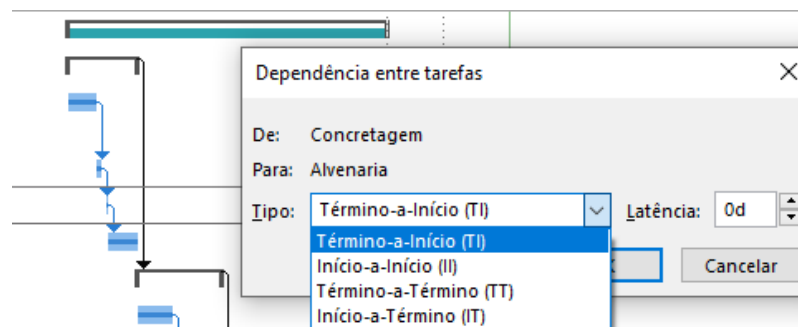 Dependência entre tarefas
De: Concretagem
Para: Alvenaria
Tipo: Término-a-Início (TI) Latência: 0d
Término-a-Início (TI)
Início-a-Início (II)
Término-a-Término (TT)
Início-a-Término (IT)
Cancelar